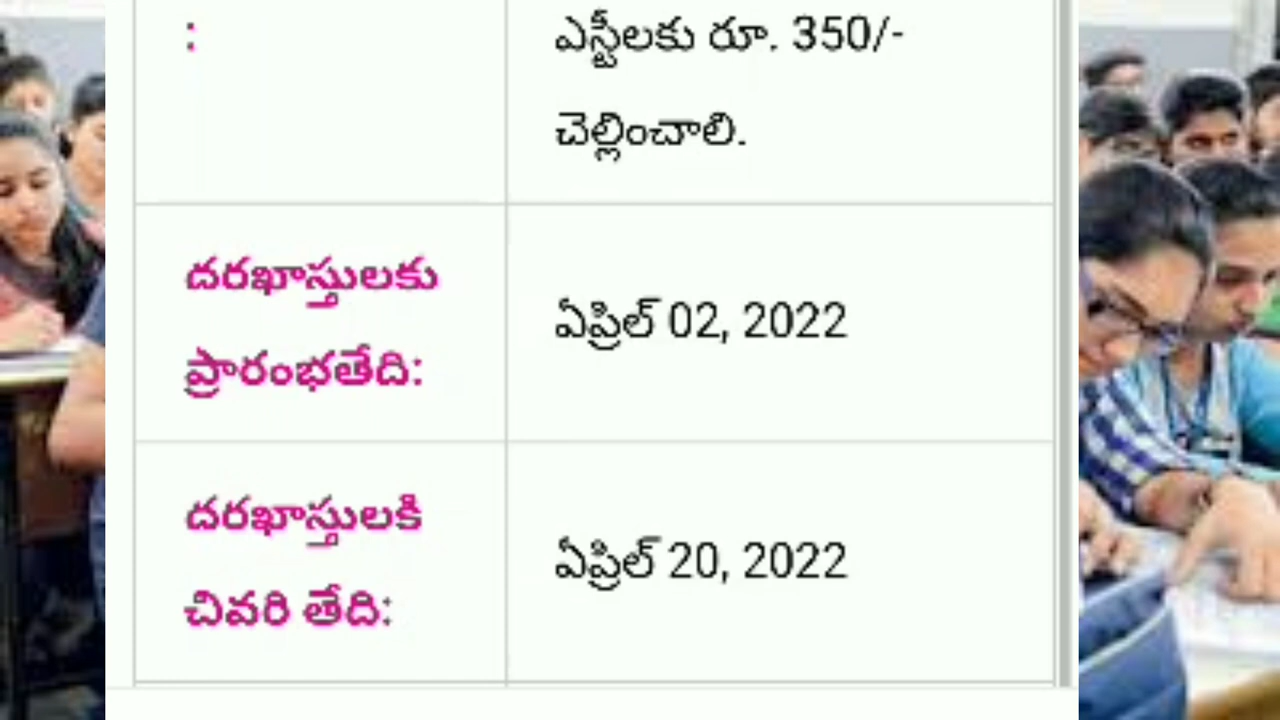 :
ఎస్టీలకు రూ. 350/-
చెల్లించాలి.
దరఖాస్తులకు
ప్రారంభతేది:
ఏప్రిల్ 02, 2022
దరఖాస్తులకి
చివరి తేది:
ఏప్రిల్ 20, 2022